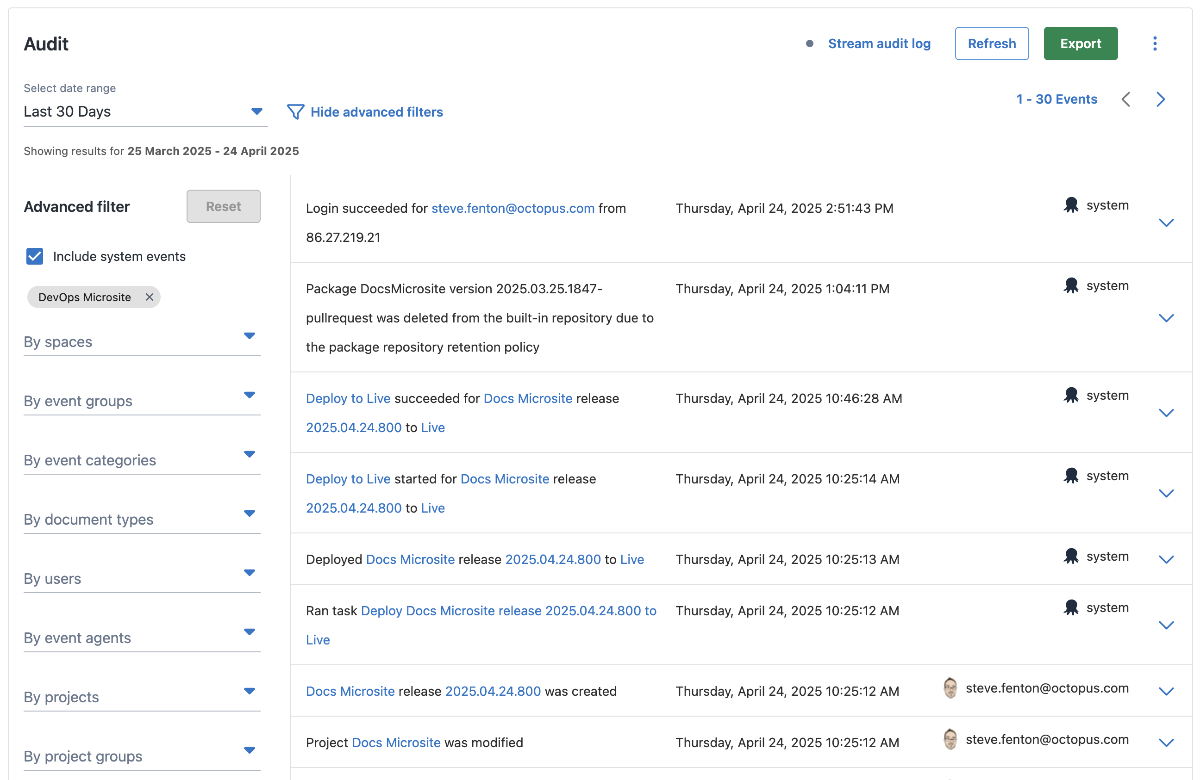 Audit
Stream audit log
Refresh
Export
Select date range
Last 30 Days
Hide advanced filters
1 - 30 Events
Showing results for 25 March 2025 - 24 April 2025
Advanced filter
Reset
Include system events
DevOps Microsite
By spaces
By event groups
By event categories
By document types
By users
By event agents
By projects
By project groups
Login succeeded for steve.fenton@octopus.com from
86.27.219.21
Thursday, April 24, 2025 2:51:43 PM
system
Package DocsMicrosite version 2025.03.25.1847-
pullrequest was deleted from the built-in repository due to
the package repository retention policy
Thursday, April 24, 2025 1:04:11 PM
system
Deploy to Live succeeded for Docs Microsite release
2025.04.24.800 to Live
Thursday, April 24, 2025 10:46:28 AM
system
Deploy to Live started for Docs Microsite release
2025.04.24.800 to Live
Thursday, April 24, 2025 10:25:14 AM
system
Deployed Docs Microsite release 2025.04.24.800 to Live
Thursday, April 24, 2025 10:25:13 AM
system
Ran task Deploy Docs Microsite release 2025.04.24.800 to
Live
Thursday, April 24, 2025 10:25:12 AM
system
Docs Microsite release 2025.04.24.800 was created
Thursday, April 24, 2025 10:25:12 AM
steve.fenton@octopus.com
Project Docs Microsite was modified
Thursday, April 24, 2025 10:25:12 AM
steve.fenton@octopus.com